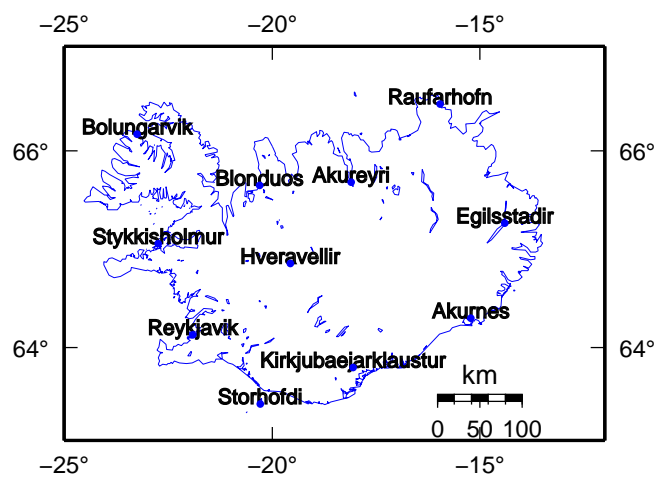 −25° −20° −15°
Raufarhofn
Bolungarvik
66° 66°
Blonduos Akureyri
Egilsstadir
Stykkisholmur
Hveravellir
Akurnes
Reykjavik
64° 64°
Kirkjubaejarklaustur
km
Storhofdi
0 50 100
−25° −20° −15°